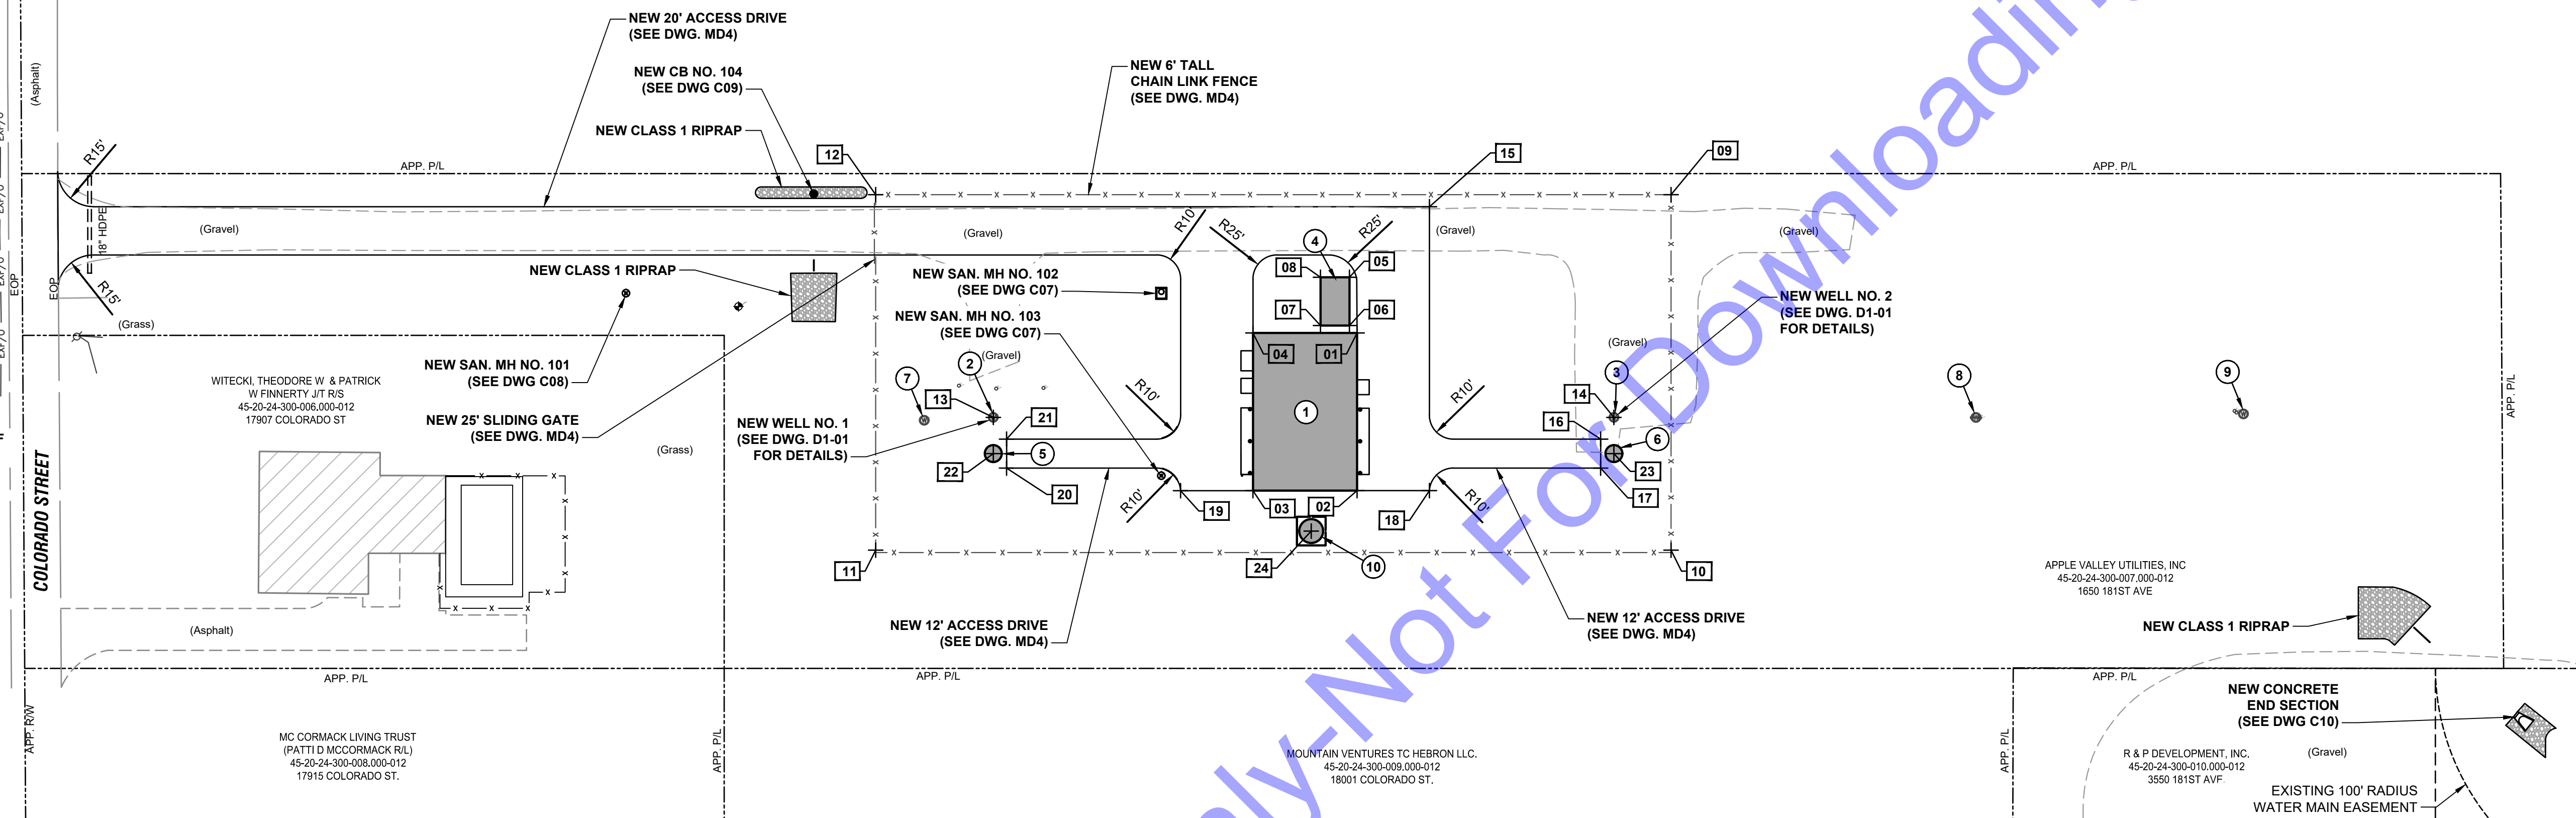 NEW 20' ACCESS DRIVE
(SEE DWG. MD4)
NEW CB NO. 104
(SEE DWG C09)
NEW CLASS 1 RIPRAP
NEW 6' TALL
CHAIN LINK FENCE
(SEE DWG. MD4)
(Asphalt)
R15'
APP. P/L
12
15
09
APP. P/L
18" HDPE
(Gravel)
(Gravel)
R10'
R25'
4
R25'
(Gravel)
(Gravel)
EOP
EOP
R15'
NEW CLASS 1 RIPRAP
NEW SAN. MH NO. 102
(SEE DWG C07)
08
05
07
06
NEW SAN. MH NO. 103
(SEE DWG C07)
NEW WELL NO. 2
(SEE DWG. D1-01
FOR DETAILS)
(Grass)
(Gravel)
(Gravel)
04
01
NEW SAN. MH NO. 101
(SEE DWG C08)
WITECKI, THEODORE W & PATRICK
W FINNERTY J/T R/S
45-20-24-300-006.000-012
17907 COLORADO ST
7
2
13
R10'
1
R10'
14
3
8
9
APP. P/L
NEW 25' SLIDING GATE
(SEE DWG. MD4)
NEW WELL NO. 1
(SEE DWG. D1-01
FOR DETAILS)
21
16
6
(Grass)
22
5
23
20
R10'
19
03
02
18
R10'
17
COLORADO STREET
11
24
10
10
APPLE VALLEY UTILITIES, INC
45-20-24-300-007.000-012
1650 181ST AVE
(Asphalt)
NEW 12' ACCESS DRIVE
(SEE DWG. MD4)
NEW 12' ACCESS DRIVE
(SEE DWG. MD4)
NEW CLASS 1 RIPRAP
APP. P/L
APP. P/L
APP. P/L
APP. R/W
APP. P/L
APP. P/L
NEW CONCRETE
END SECTION
(SEE DWG C10)
MC CORMACK LIVING TRUST
(PATTI D MCCORMACK R/L)
45-20-24-300-008.000-012
17915 COLORADO ST.
MOUNTAIN VENTURES TC HEBRON LLC.
45-20-24-300-009.000-012
18001 COLORADO ST.
R & P DEVELOPMENT, INC.
45-20-24-300-010.000-012
3550 181ST AVE
(Gravel)
EXISTING 100' RADIUS
WATER MAIN EASEMENT
nly-Not For Downloading